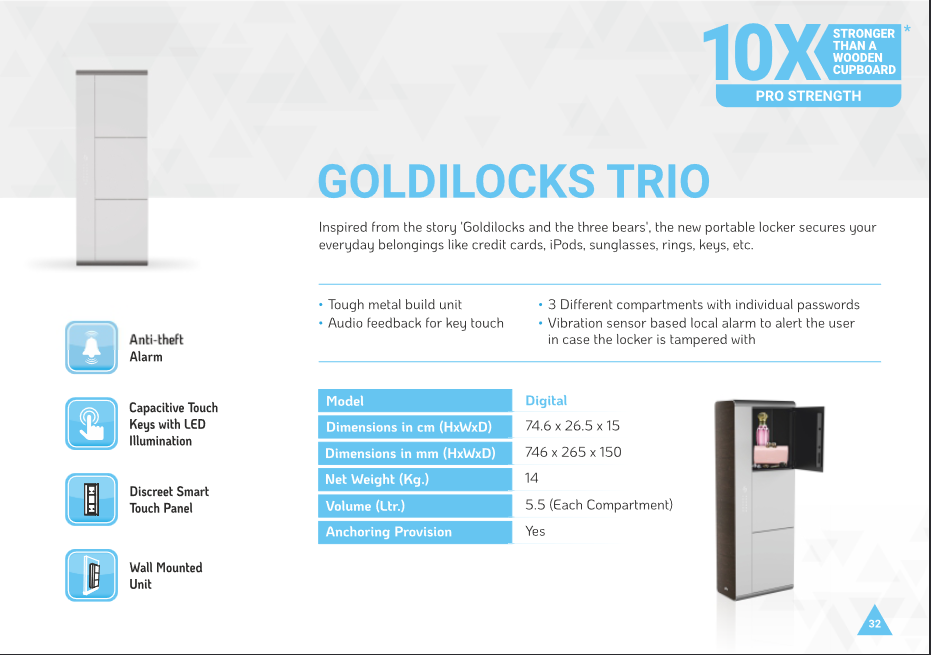 10X
STRONGER
THAN A
WOODEN
CUPBOARD
*
PRO STRENGTH
GOLDILOCKS TRIO
Inspired from the story 'Goldilocks and the three bears', the new portable locker secures your
everyday belongings like credit cards, iPods, sunglasses, rings, keys, etc.
• Tough metal build unit
• Audio feedback for key touch
• 3 Different compartments with individual passwords
• Vibration sensor based local alarm to alert the user
in case the locker is tampered with
Anti-theft
Alarm
Capacitive Touch
Keys with LED
Illumination
Discreet Smart
Touch Panel
Wall Mounted
Unit
Model Digital
Dimensions in cm (HxWxD) 74.6 x 26.5 x 15
Dimensions in mm (HxWxD) 746 x 265 x 150
Net Weight (Kg.) 14
Volume (Ltr.) 5.5 (Each Compartment)
Anchoring Provision Yes
32